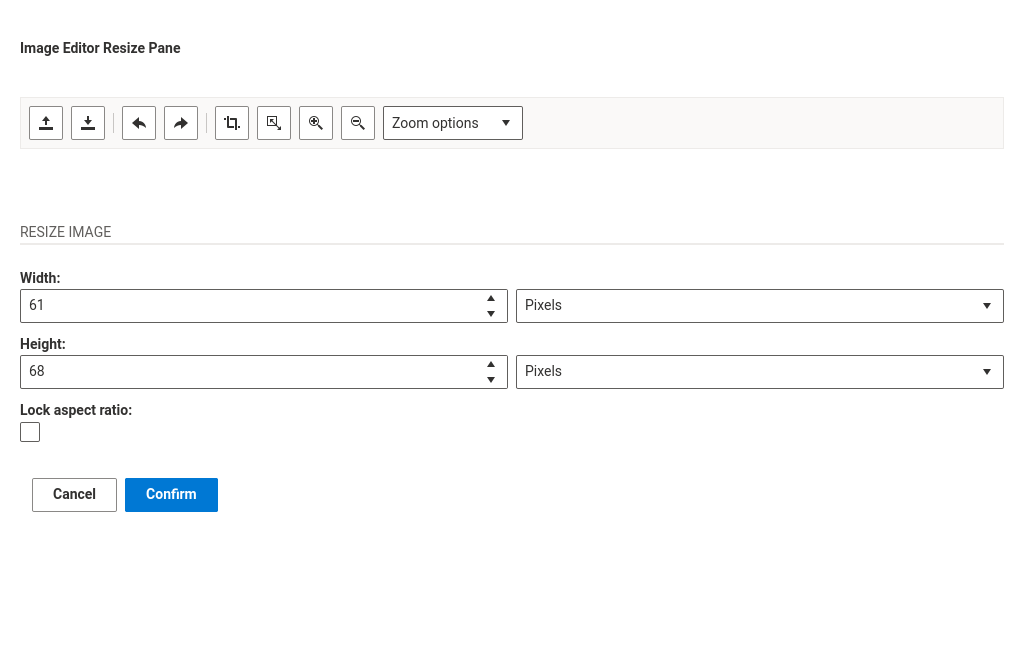 Image Editor Resize Pane
Zoom options
RESIZE IMAGE
Width:
61
Pixels
Height:
68
Pixels
Lock aspect ratio:
Cancel
Confirm